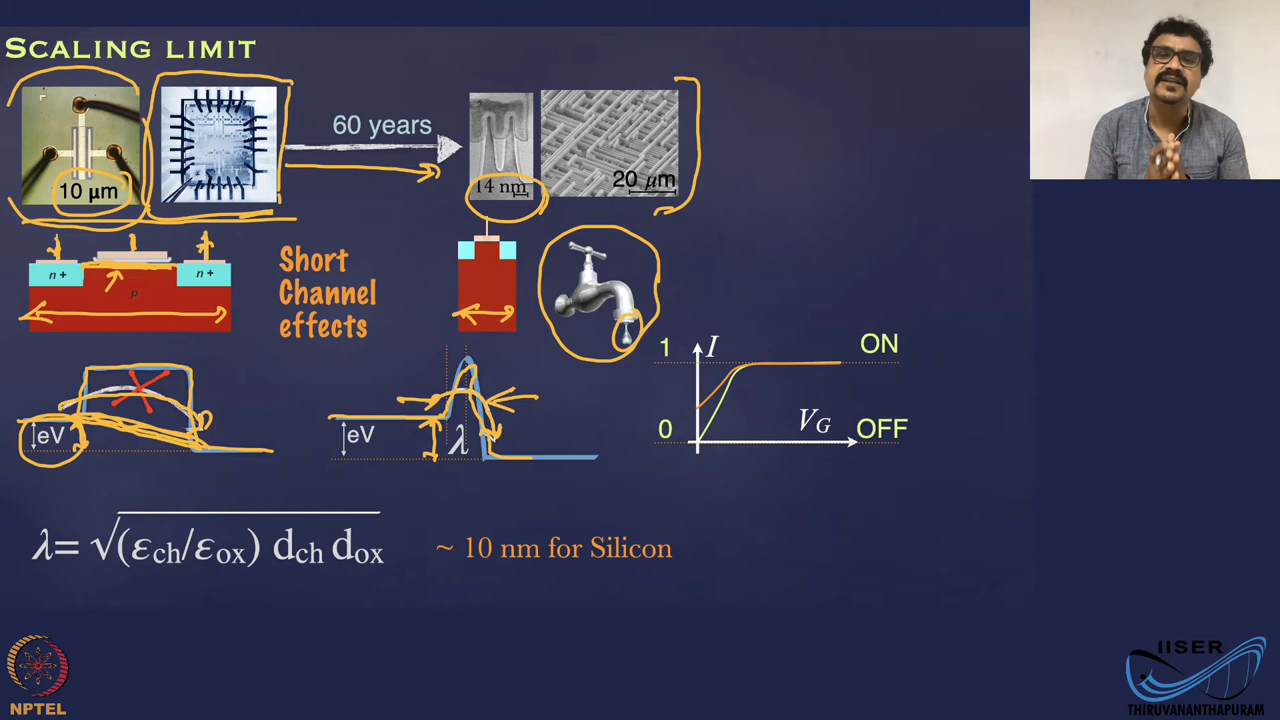 SCALING LIMIT
10 μm
60 years
14 nm
20 μm
n +
n +
p
Short
Channel
effects
1
I
ON
eV
eV
λ
0
V_G
OFF
λ= √(ε_ch/ε_ox) d_ch d_ox
~ 10 nm for Silicon
NPTEL
IISER
THIRUVANANTHAPURAM